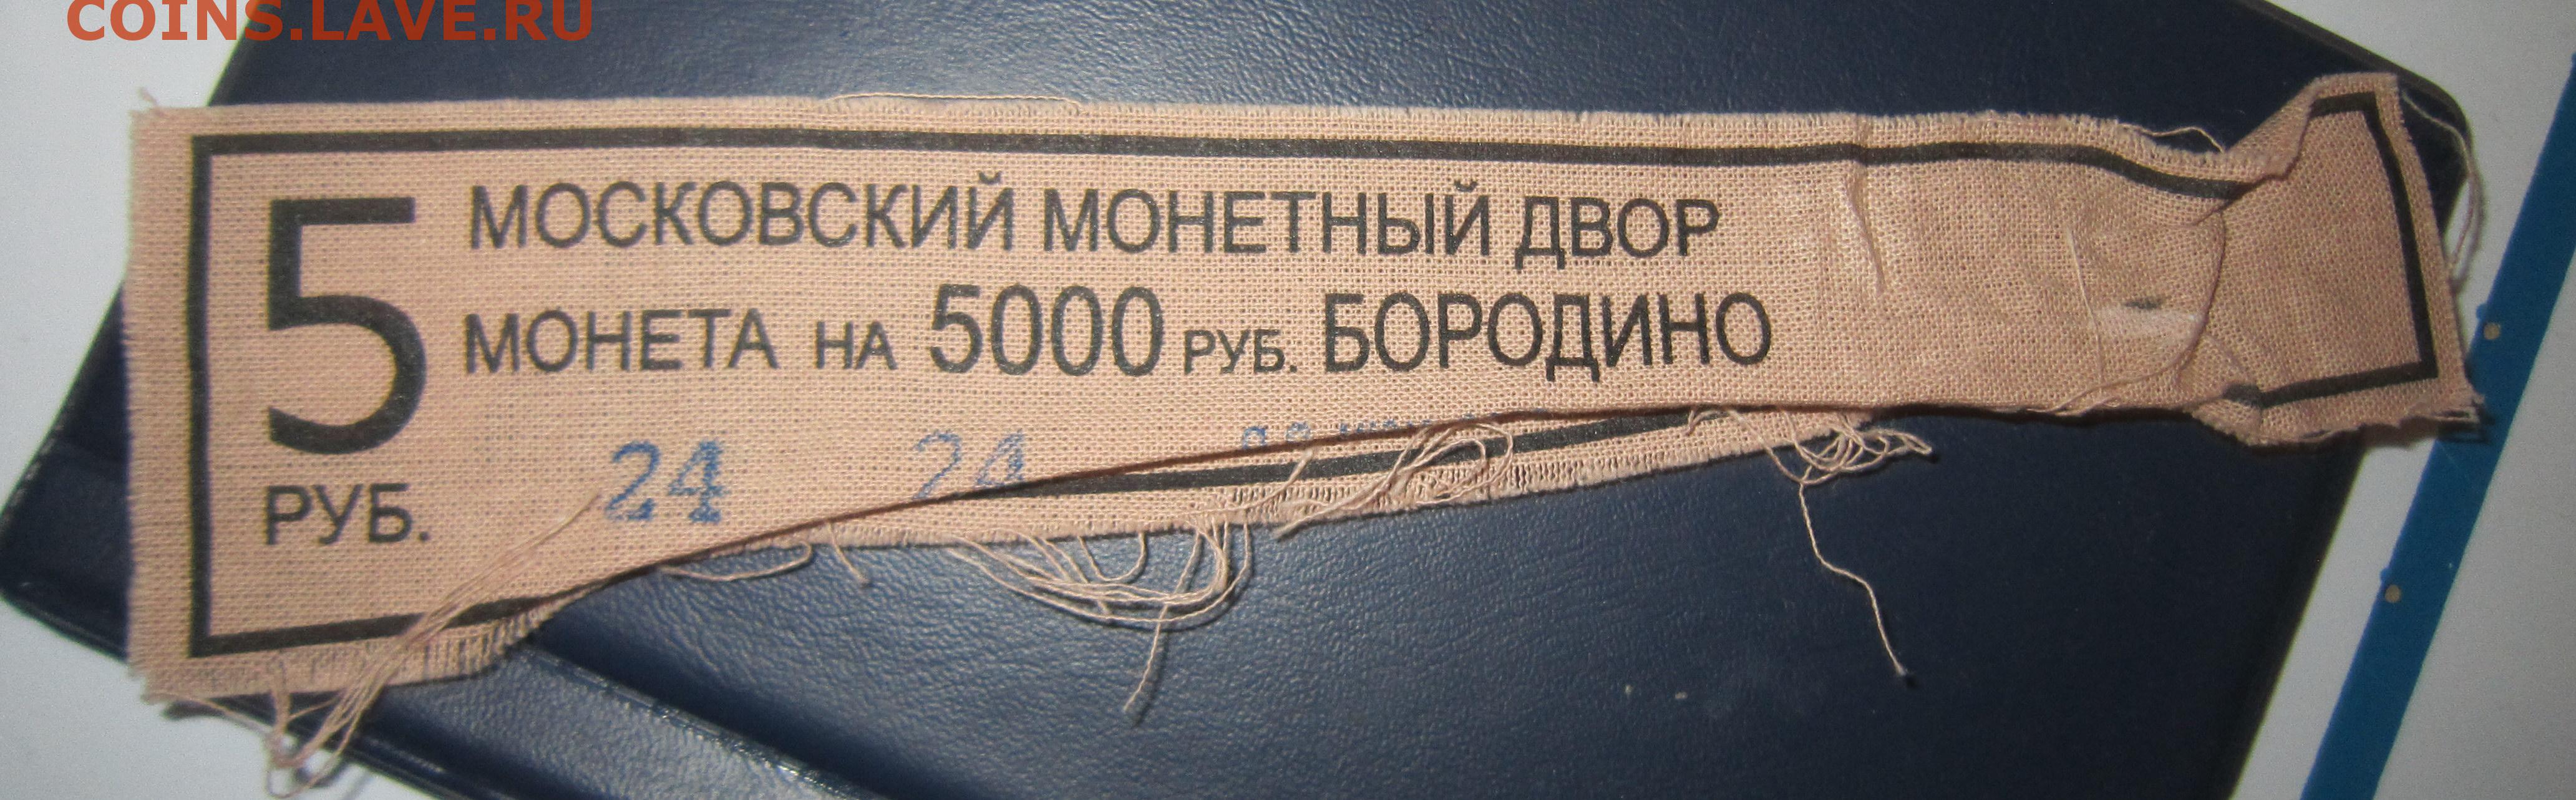 COINS.LAVE.RU
5 МОСКОВСКИЙ МОНЕТНЫЙ ДВОР
МОНЕТА НА 5000 РУБ. БОРОДИНО
24 24
РУБ.